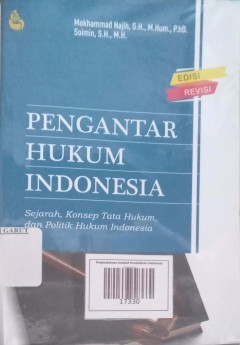 Mokhammad Najih, S.H., M.Hum., P.hD.
Soimin, S.H., M.H.
EDISI
REVISI
PENGANTAR
HUKUM
INDONESIA
Sejarah, Konsep Tata Hukum,
dan Politik Hukum Indonesia
GARUT
17330